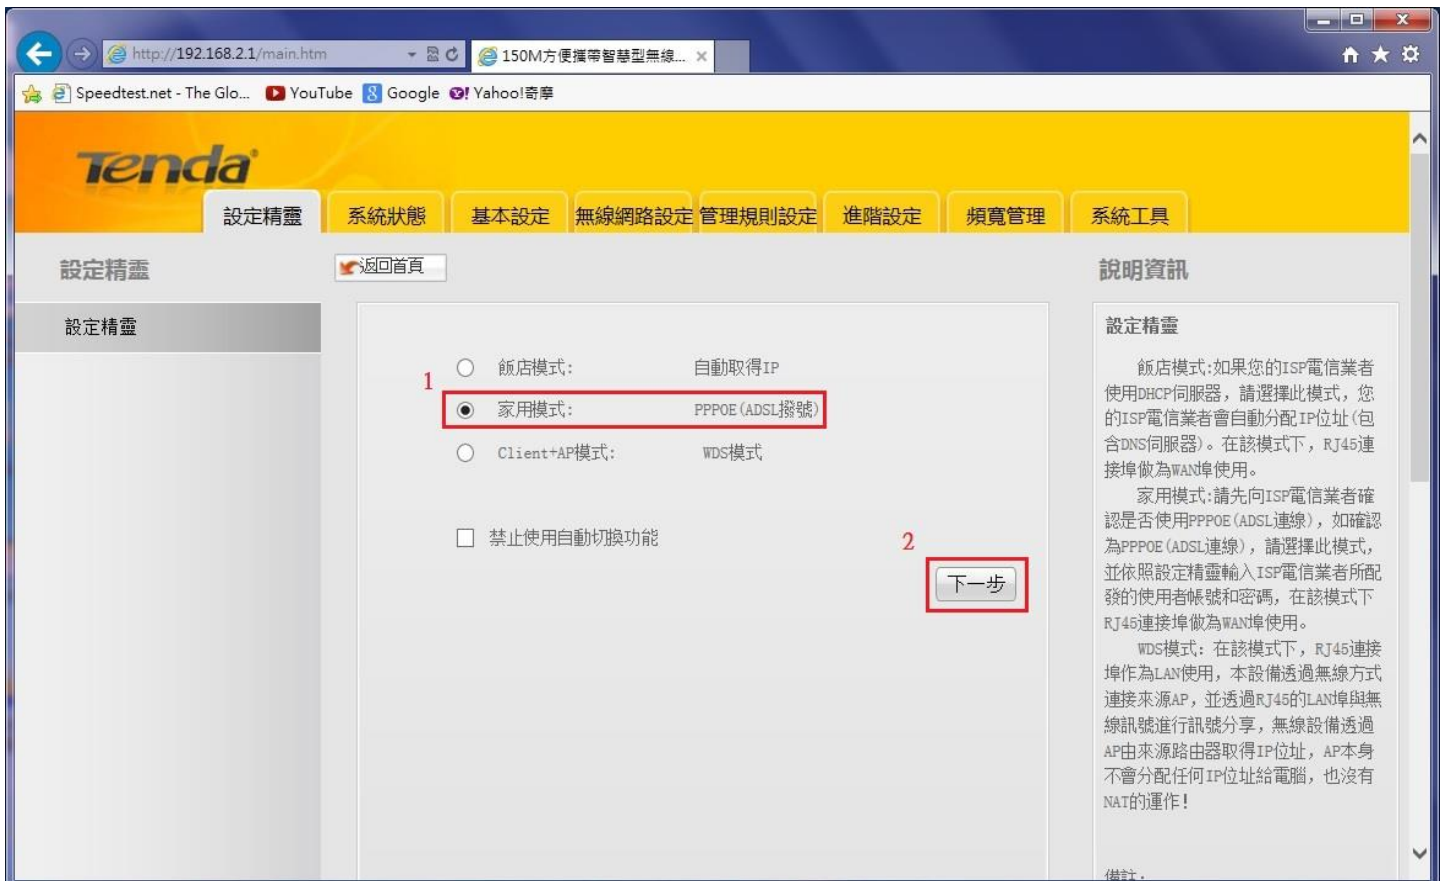 http://192.168.2.1/main.htm
150M方便攜帶智慧型無線...
Speedtest.net - The Glo... YouTube Google Yahoo!奇摩
Tenda
設定精靈 系統狀態 基本設定 無線網路設定 管理規則設定 進階設定 頻寬管理 系統工具
設定精靈
返回首頁
說明資訊
設定精靈
1
飯店模式: 自動取得IP
家用模式: PPPOE(ADSL撥號)
Client+AP模式: WDS模式
禁止使用自動切換功能
2
下一步
設定精靈
飯店模式:如果您的ISP電信業者
使用DHCP伺服器，請選擇此模式，您
的ISP電信業者會自動分配IP位址(包
含DNS伺服器)。在該模式下，RJ45連
接埠做為WAN埠使用。
家用模式:請先向ISP電信業者確
認是否使用PPPOE(ADSL連線)，如確認
為PPPOE(ADSL連線)，請選擇此模式，
並依照設定精靈輸入ISP電信業者所配
發的使用者帳號和密碼，在該模式下
RJ45連接埠做為WAN埠使用。
WDS模式: 在該模式下，RJ45連接
埠作為LAN使用，本設備透過無線方式
連接來源AP，並透過RJ45的LAN埠與無
線訊號進行訊號分享，無線設備透過
AP由來源路由器取得IP位址，AP本身
不會分配任何IP位址給電腦，也沒有
NAT的運作!
備註: